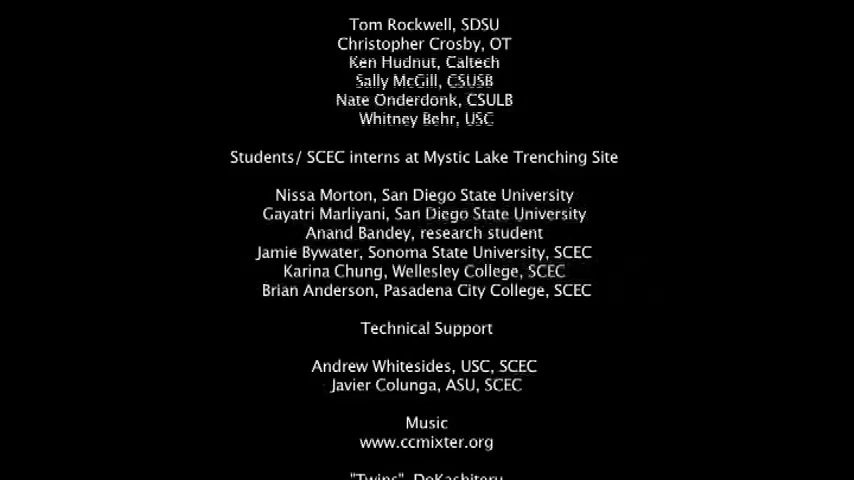 Tom Rockwell, SDSU
Christopher Crosby, OT
Ken Hudnut, Caltech
Sally McGill, CSUSB
Nate Onderdonk, CSULB
Whitney Behr, USC
Students/ SCEC interns at Mystic Lake Trenching Site
Nissa Morton, San Diego State University
Gayatri Marliyani, San Diego State University
Anand Bandey, research student
Jamie Bywater, Sonoma State University, SCEC
Karina Chung, Wellesley College, SCEC
Brian Anderson, Pasadena City College, SCEC
Technical Support
Andrew Whitesides, USC, SCEC
Javier Colunga, ASU, SCEC
Music
www.ccmixter.org
"Twins", DoKashiteru